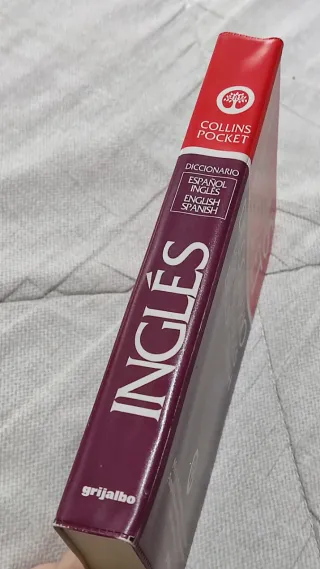 COLLINS
POCKET
DICCIONARIO
ESPAÑOL
INGLÉS
ENGLISH
SPANISH
INGLÉS
grijalbo